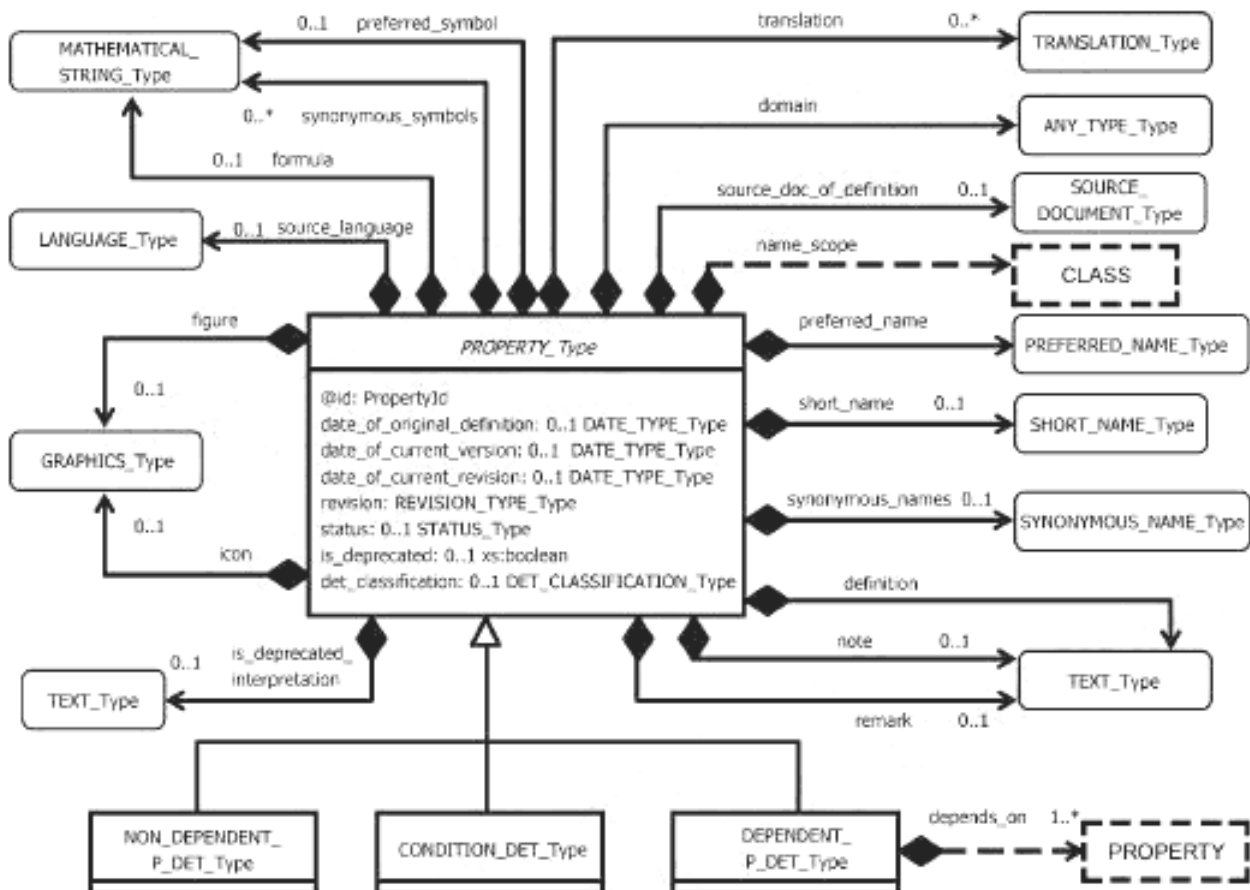 0..1 preferred_symbol
translation 0..*
MATHEMATICAL_
STRING_Type
TRANSLATION_Type
0..* synonymous_symbols
domain
ANY_TYPE_Type
0..1 formula
source_doc_of_definition 0..1
SOURCE_
DOCUMENT_Type
LANGUAGE_Type
0..1 source_language
name_scope
CLASS
figure
PROPERTY_Type
preferred_name
PREFERRED_NAME_Type
0..1
@id: PropertyId
date_of_original_definition: 0..1 DATE_TYPE_Type
date_of_current_version: 0..1 DATE_TYPE_Type
date_of_current_revision: 0..1 DATE_TYPE_Type
revision: REVISION_TYPE_Type
status: 0..1 STATUS_Type
is_deprecated: 0..1 xs:boolean
det_classification: 0..1 DET_CLASSIFICATION_Type
short_name 0..1
SHORT_NAME_Type
GRAPHICS_Type
synonymous_names 0..1
SYNONYMOUS_NAME_Type
0..1
icon
definition
0..1 is_deprecated_
interpretation
note 0..1
TEXT_Type
TEXT_Type
remark 0..1
NON_DEPENDENT_
P_DET_Type
CONDITION_DET_Type
DEPENDENT_
P_DET_Type
depends_on 1..*
PROPERTY